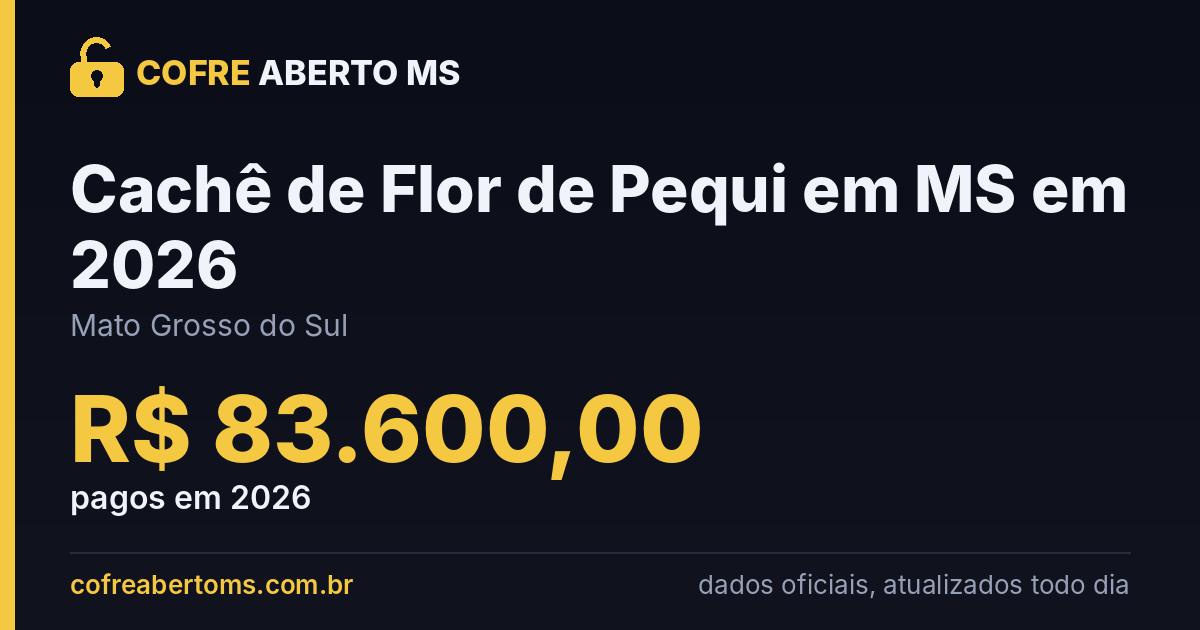 COFRE ABERTO MS
Cachê de Flor de Pequi em MS em
2026
Mato Grosso do Sul
R$ 83.600,00
pagos em 2026
cofreabertoms.com.br
dados oficiais, atualizados todo dia